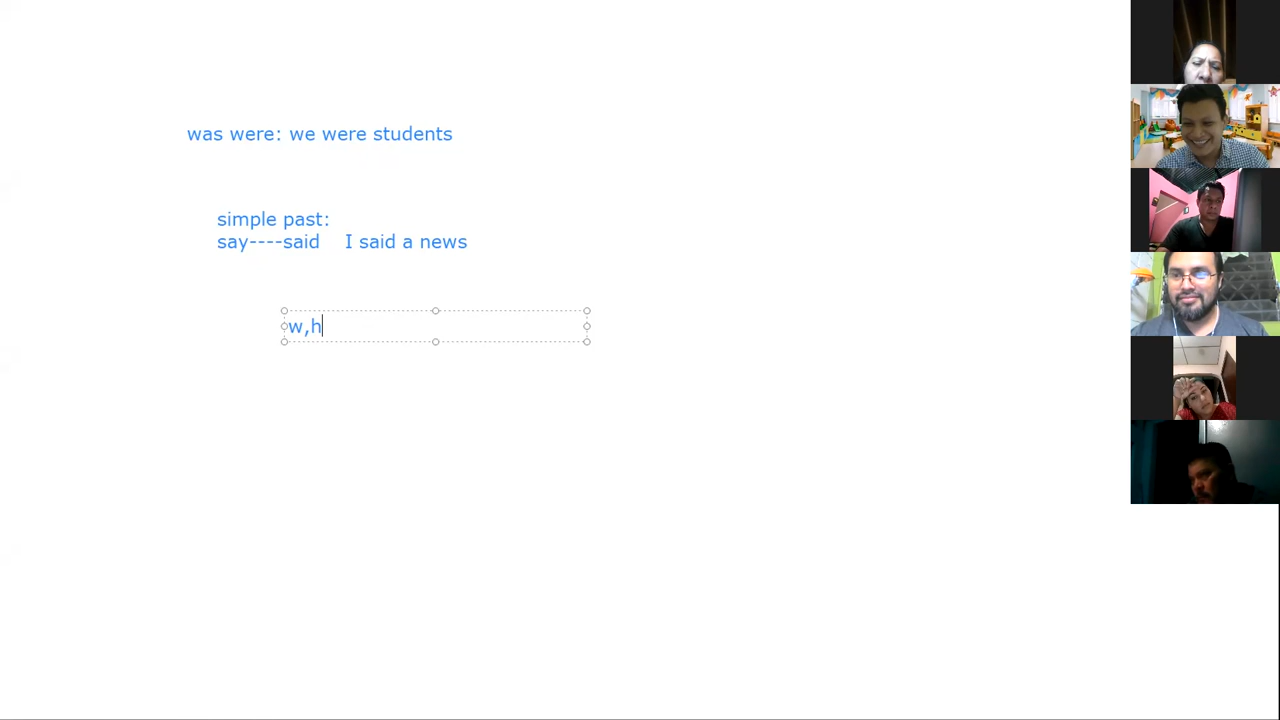 was were: we were students
simple past:
say----said I said a news
w,h